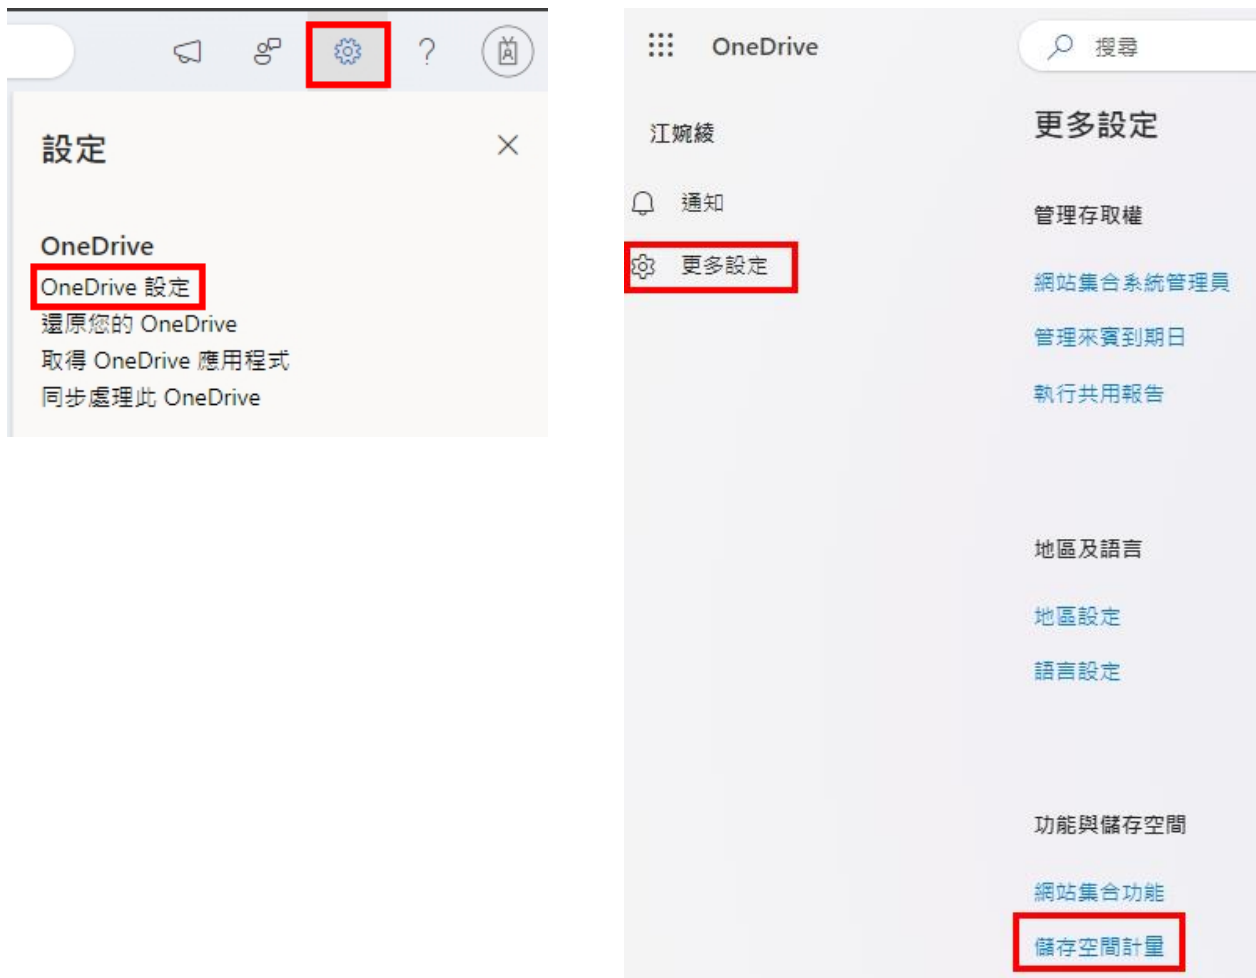 ?
設定
OneDrive
OneDrive 設定
還原您的 OneDrive
取得 OneDrive 應用程式
同步處理此 OneDrive
OneDrive
搜尋
江婉綾
通知
更多設定
更多設定
管理存取權
網站集合系統管理員
管理來賓到期日
執行共用報告
地區及語言
地區設定
語言設定
功能與儲存空間
網站集合功能
儲存空間計量